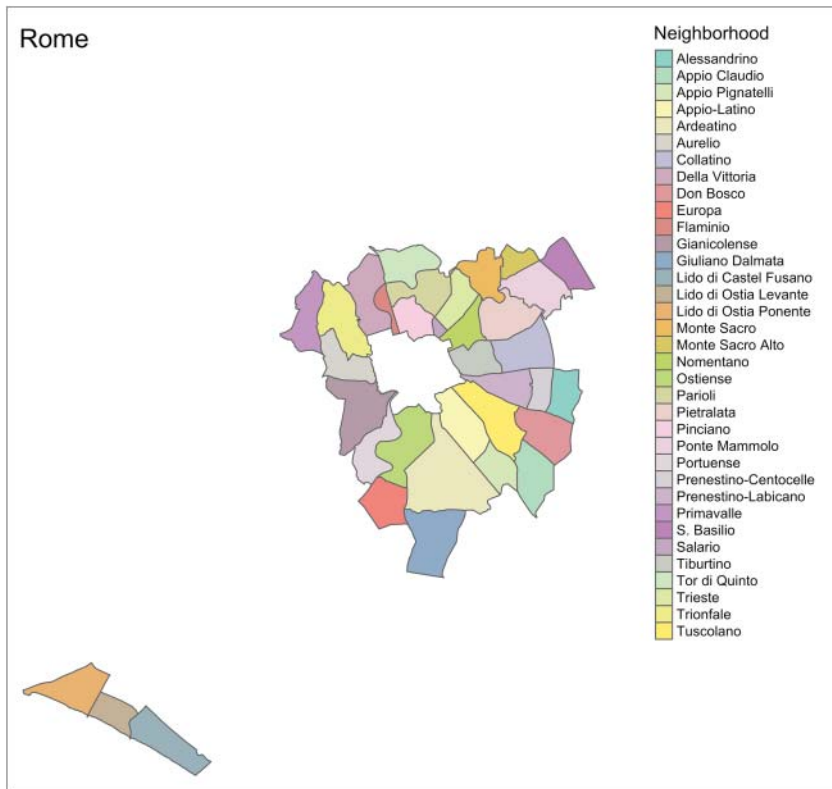 Rome
Neighborhood
Alessandrino
Appio Claudio
Appio Pignatelli
Appio-Latino
Ardeatino
Aurelio
Collatino
Della Vittoria
Don Bosco
Europa
Flaminio
Gianicolense
Giuliano Dalmata
Lido di Castel Fusano
Lido di Ostia Levante
Lido di Ostia Ponente
Monte Sacro
Monte Sacro Alto
Nomentano
Ostiense
Parioli
Pietralata
Pinciano
Ponte Mammolo
Portuense
Prenestino-Centocelle
Prenestino-Labicano
Primavalle
S. Basilio
Salario
Tiburtino
Tor di Quinto
Trieste
Trionfale
Tuscolano